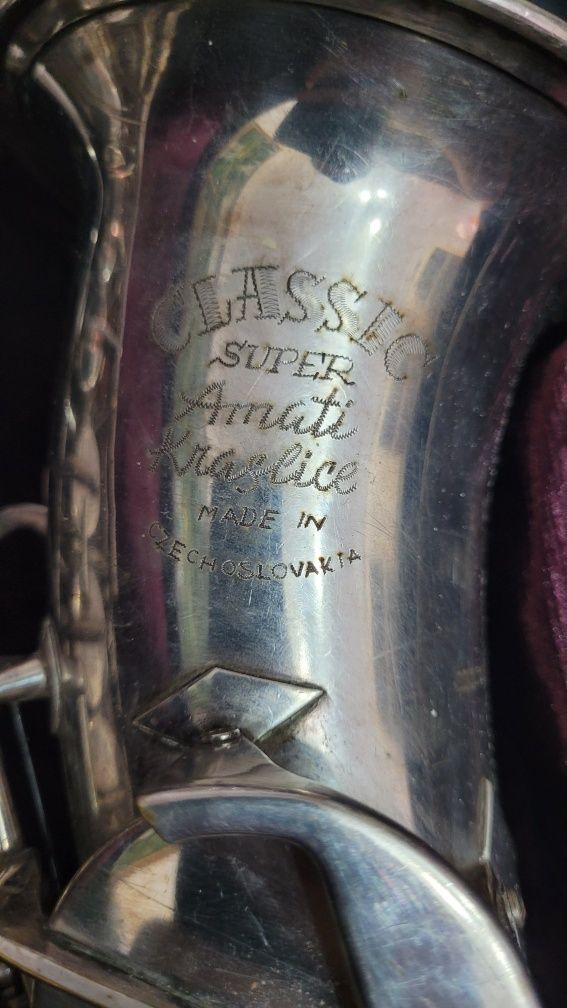 CLASSIC
SUPER
Amati
Kraslice
MADE IN
CZECHOSLOVAKIA